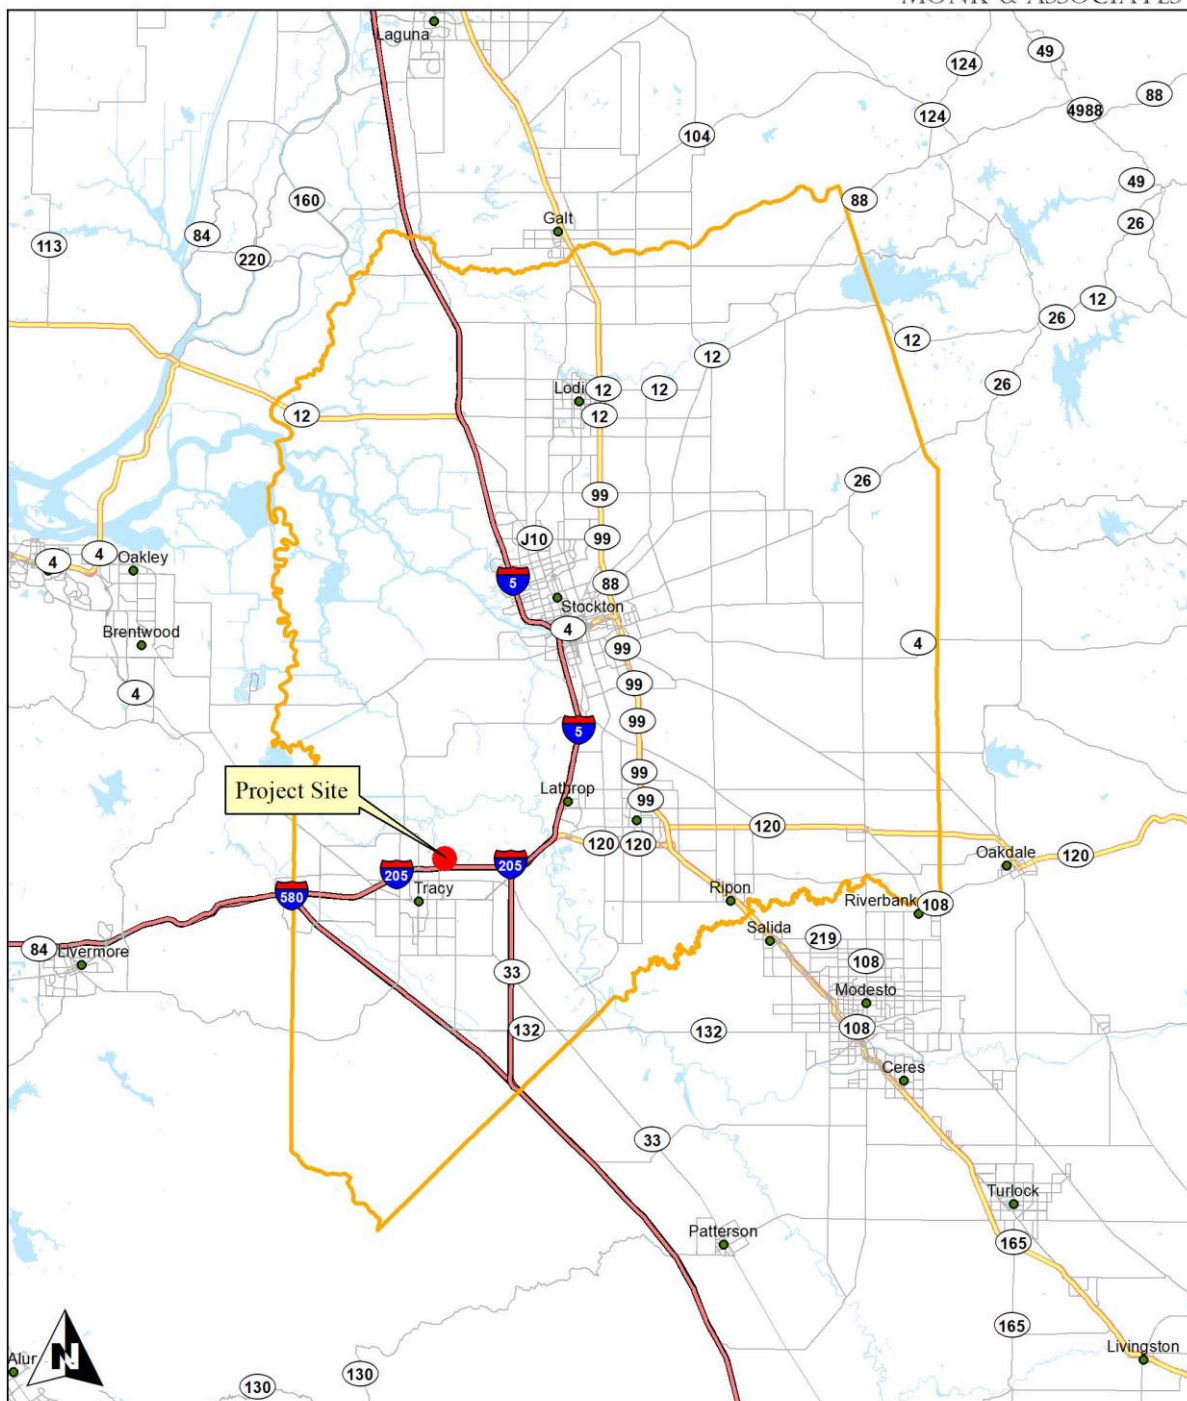 MONK & ASSOCIATES
Laguna
49
124
88
4988
124
104
49
160
88
26
Galt
84
113
220
12
26
12
12
26
Lodi
12
12
12
12
26
99
J10
99
4
4
Oakley
5
88
Stockton
4
Brentwood
99
4
99
4
99
5
99
Project Site
Lathrop
99
120
120
120
Oakdale
120
205
205
Tracy
580
Ripon
Riverbank
108
Salida
219
84
Livermore
108
33
Modesto
132
132
108
Ceres
33
Turlock
Patterson
165
165
N
Livingston
Alur
130
130